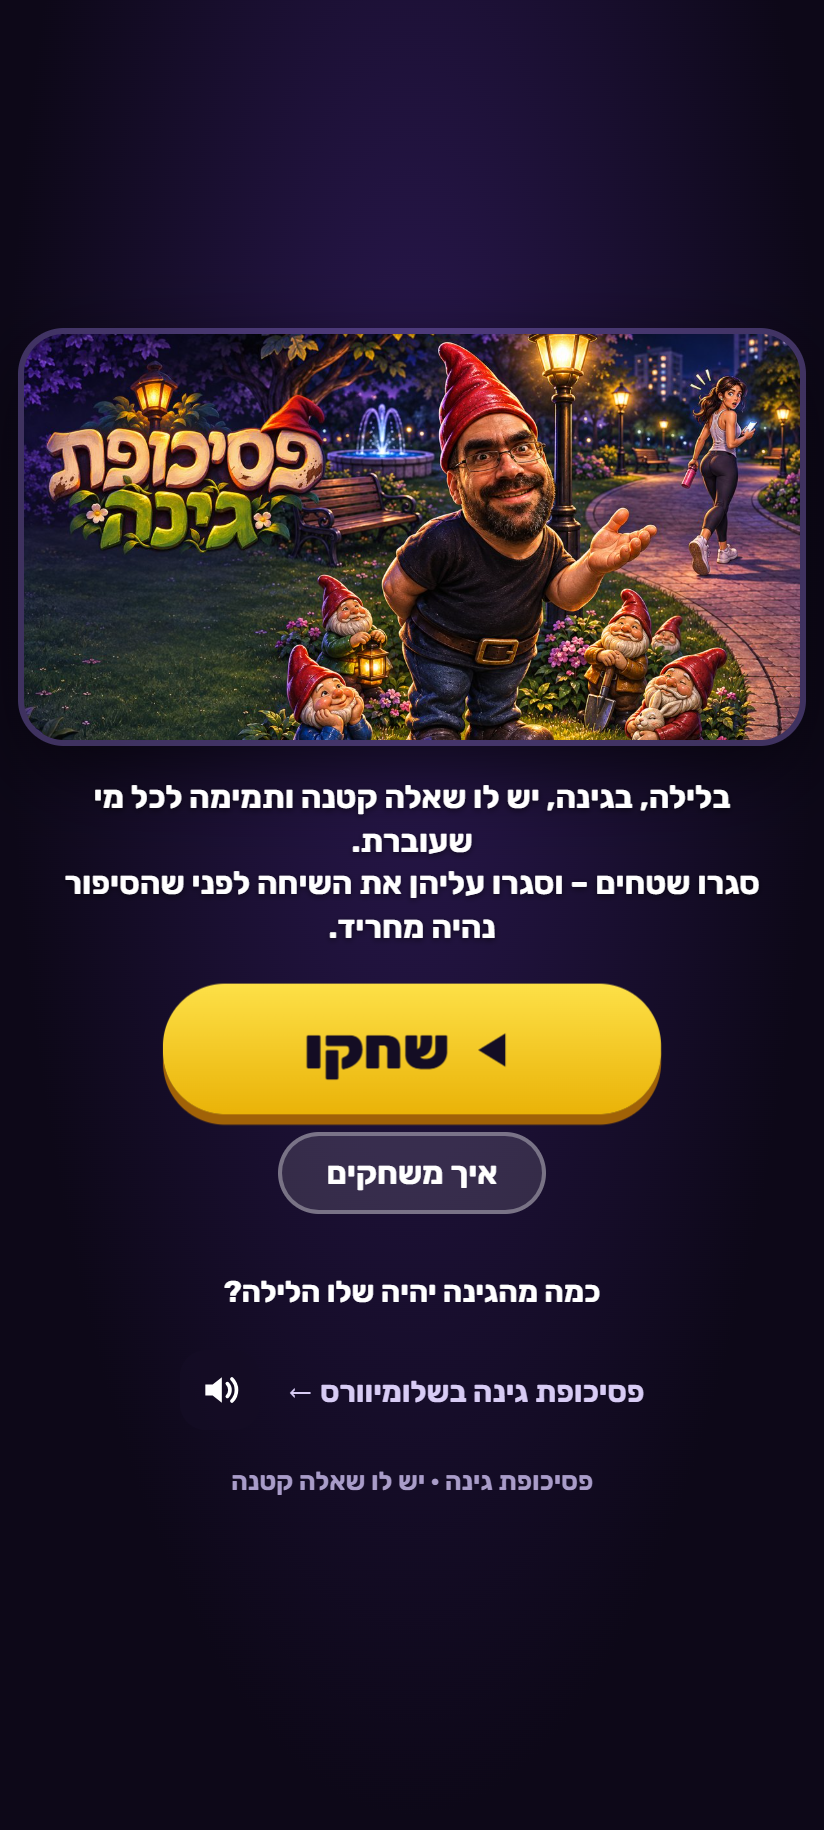 פסיכופת
גינה
בלילה, בגינה, יש לו שאלה קטנה ותמימה לכל מי
שעוברת.
סגרו שטחים – וסגרו עליהן את השיחה לפני שהסיפור
נהיה מחריד.
שחקו
איך משחקים
כמה מהגינה יהיה שלו הלילה?
פסיכופת גינה בשלומיוורס ←
פסיכופת גינה • יש לו שאלה קטנה